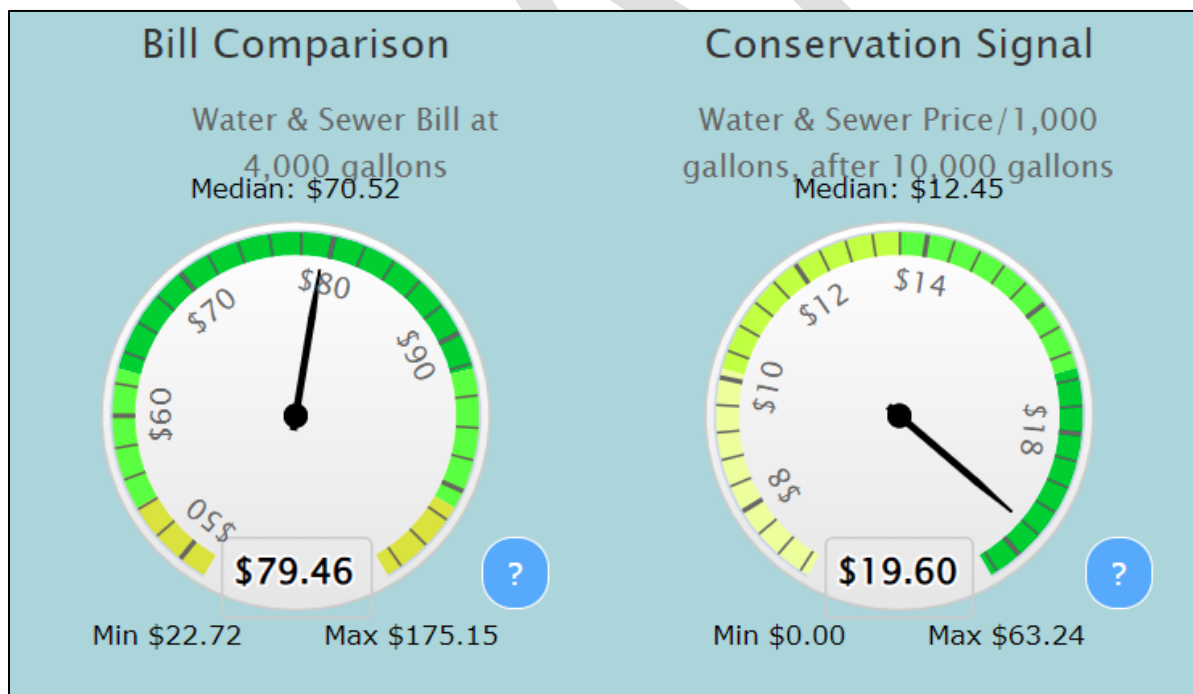 Bill Comparison
Water & Sewer Bill at
4,000 gallons
Median: $70.52
$50
$60
$70
$80
$90
$79.46
?
Min $22.72
Max $175.15
Conservation Signal
Water & Sewer Price/1,000
gallons, after 10,000 gallons
Median: $12.45
$8
$10
$12
$14
$18
$19.60
?
Min $0.00
Max $63.24